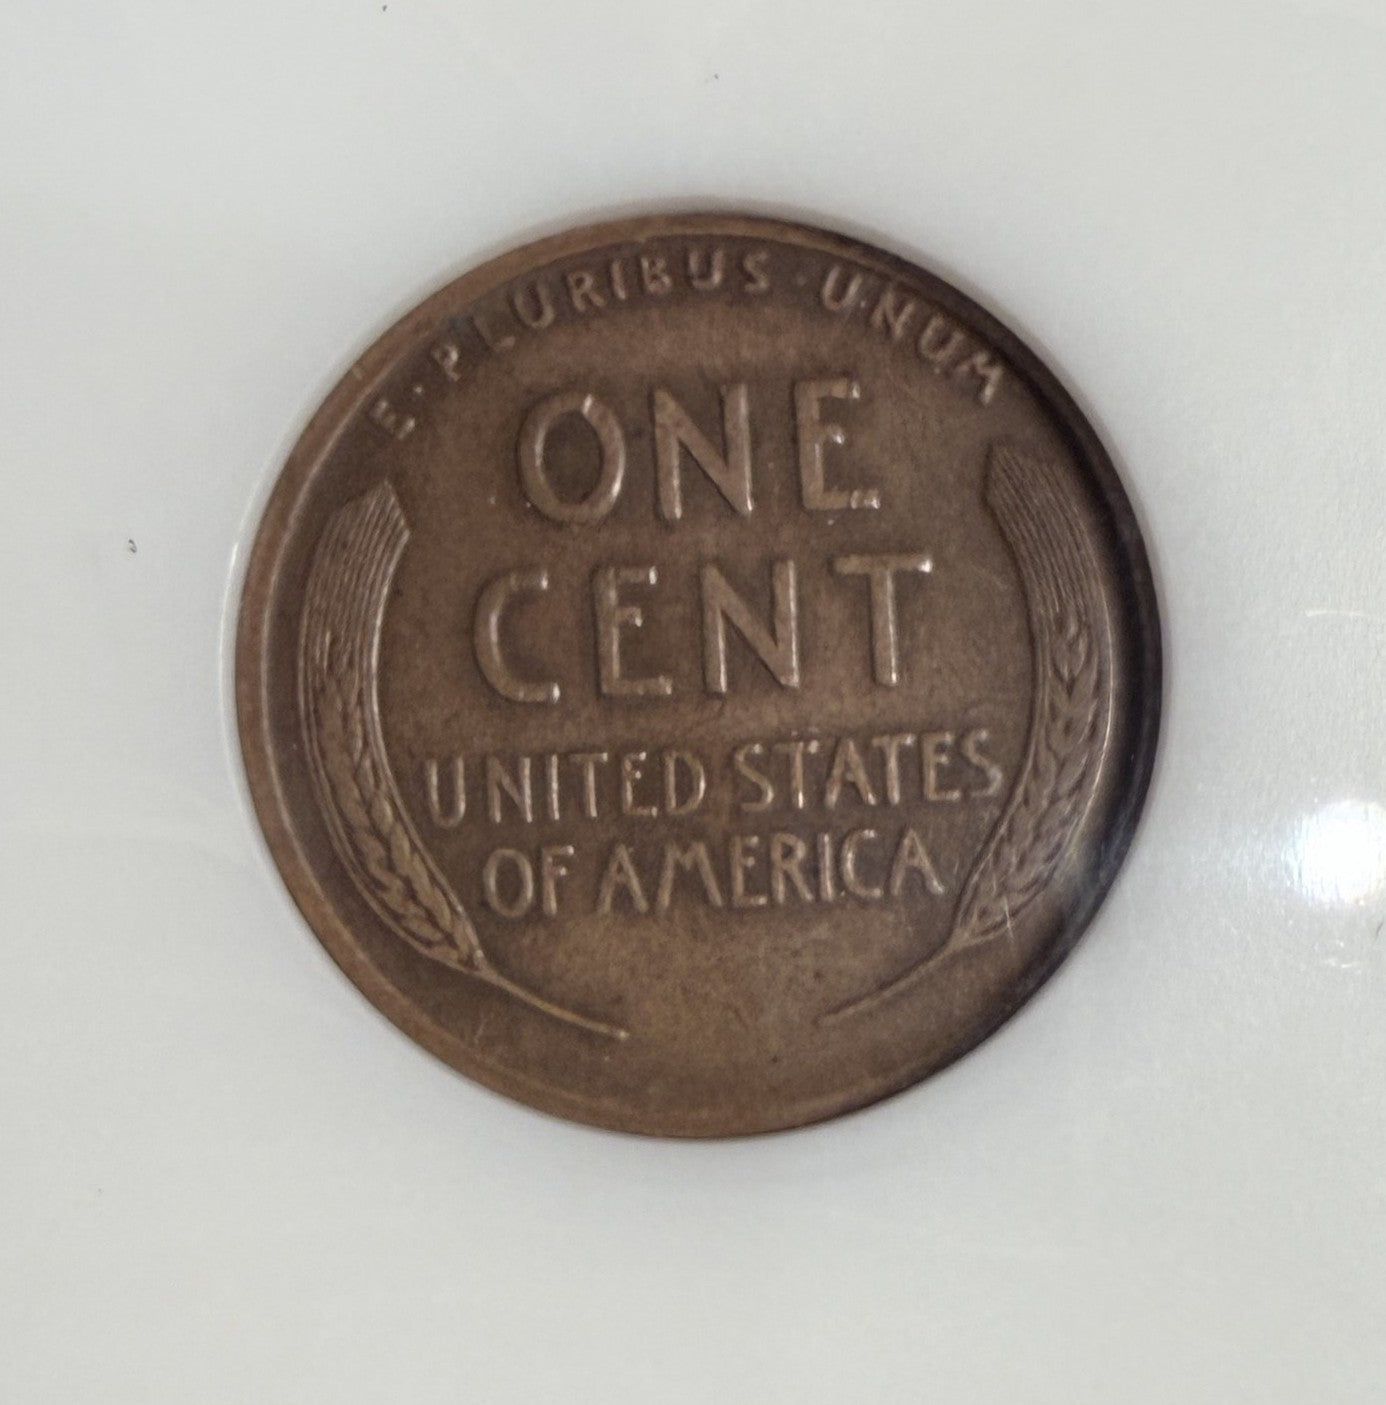 E·PLURIBUS·UNUM
ONE
CENT
UNITED STATES
OF AMERICA